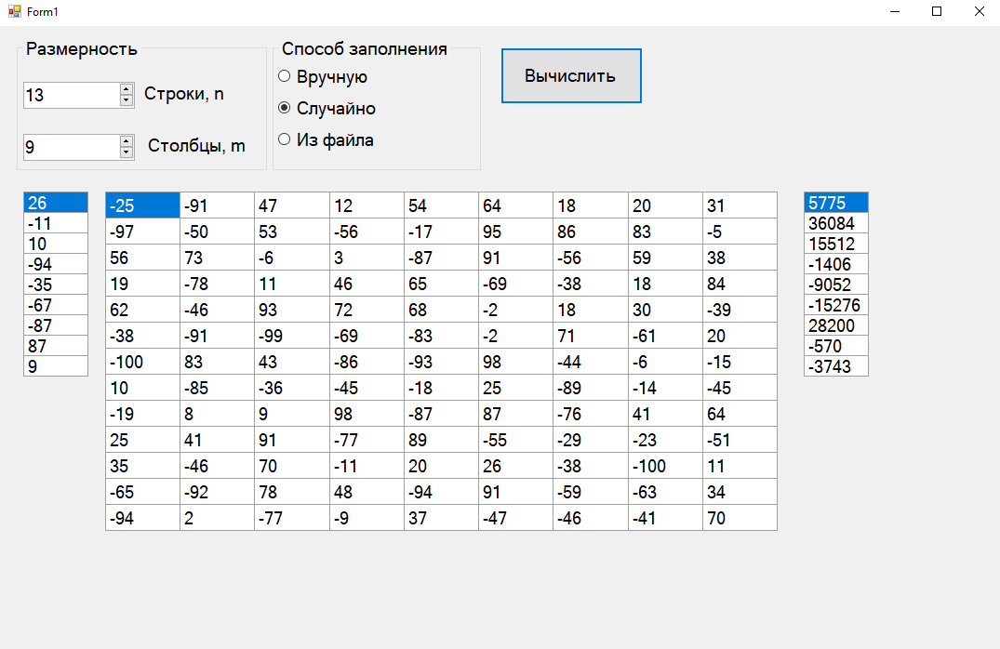 Form1
Размерность
13 Строки, n
9 Столбцы, m
Способ заполнения
Вручную
Случайно
Из файла
Вычислить
26
-11
10
-94
-35
-67
-87
87
9
-25 -91 47 12 54 64 18 20 31
-97 -50 53 -56 -17 95 86 83 -5
56 73 -6 3 -87 91 -56 59 38
19 -78 11 46 65 -69 -38 18 84
62 -46 93 72 68 -2 18 30 -39
-38 -91 -99 -69 -83 -2 71 -61 20
-100 83 43 -86 -93 98 -44 -6 -15
10 -85 -36 -45 -18 25 -89 -14 -45
-19 8 9 98 -87 87 -76 41 64
25 41 91 -77 89 -55 -29 -23 -51
35 -46 70 -11 20 26 -38 -100 11
-65 -92 78 48 -94 91 -59 -63 34
-94 2 -77 -9 37 -47 -46 -41 70
5775
36084
15512
-1406
-9052
-15276
28200
-570
-3743